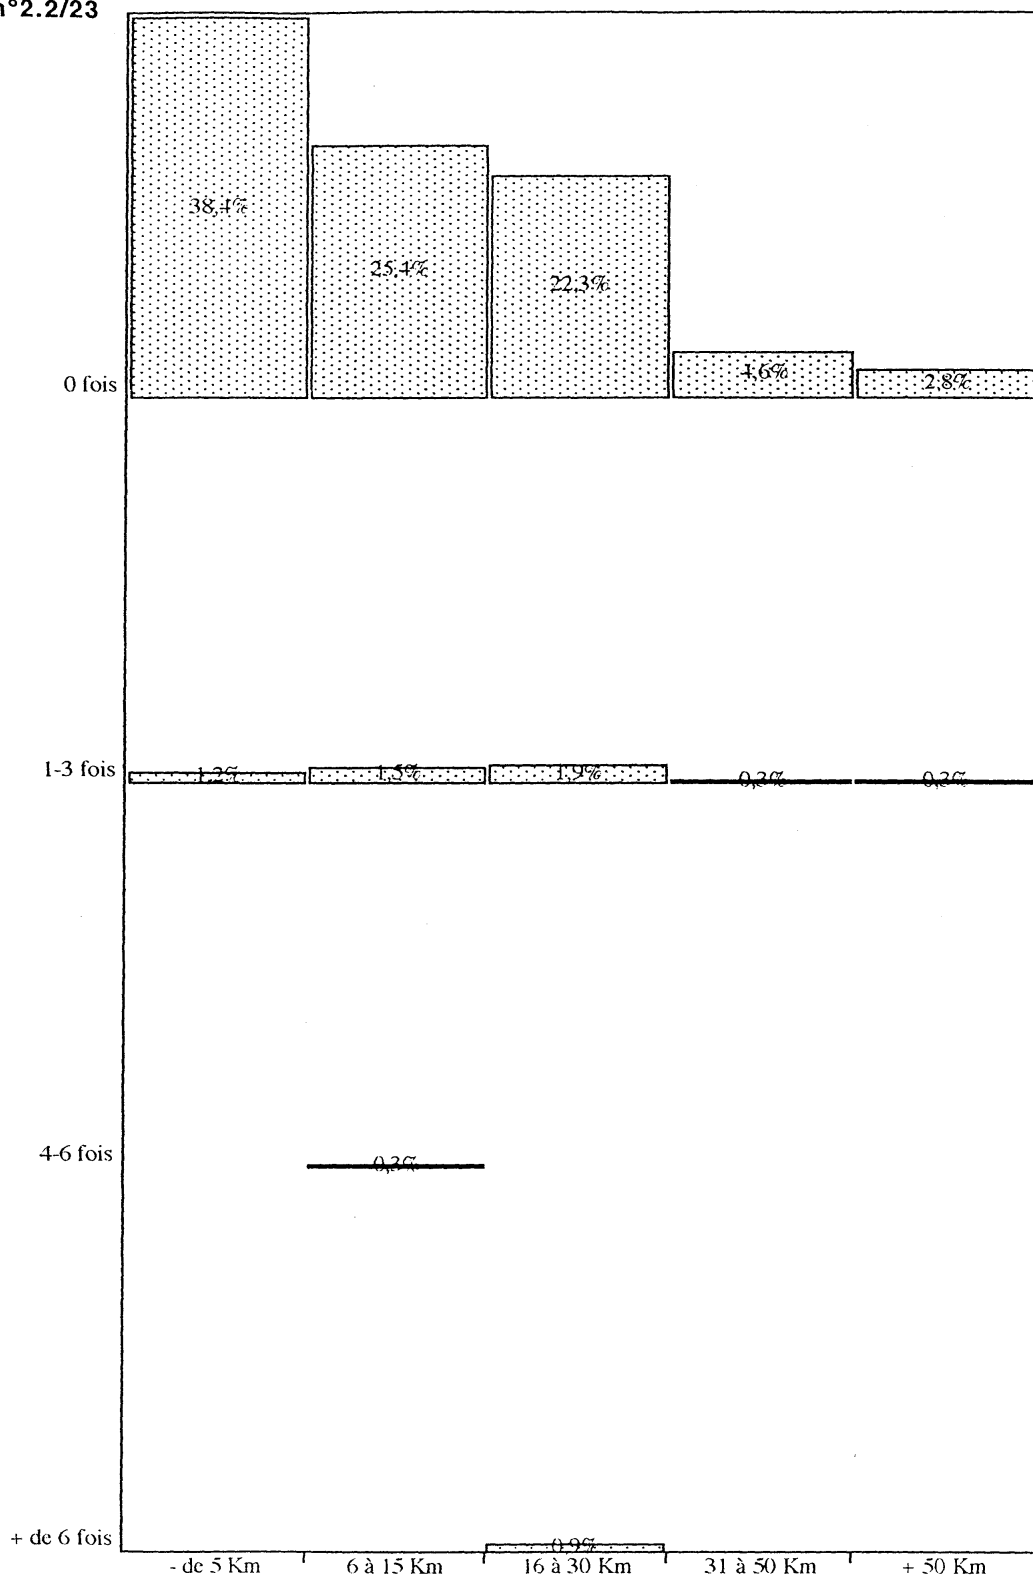 n°2.2/23
38,4%
25,4%
22,3%
4,6%
2,8%
0 fois
1-3 fois
1,2%
1,5%
1,9%
0,3%
0,3%
4-6 fois
0,3%
+ de 6 fois
0,9%
- de 5 Km
6 à 15 Km
16 à 30 Km
31 à 50 Km
+ 50 Km